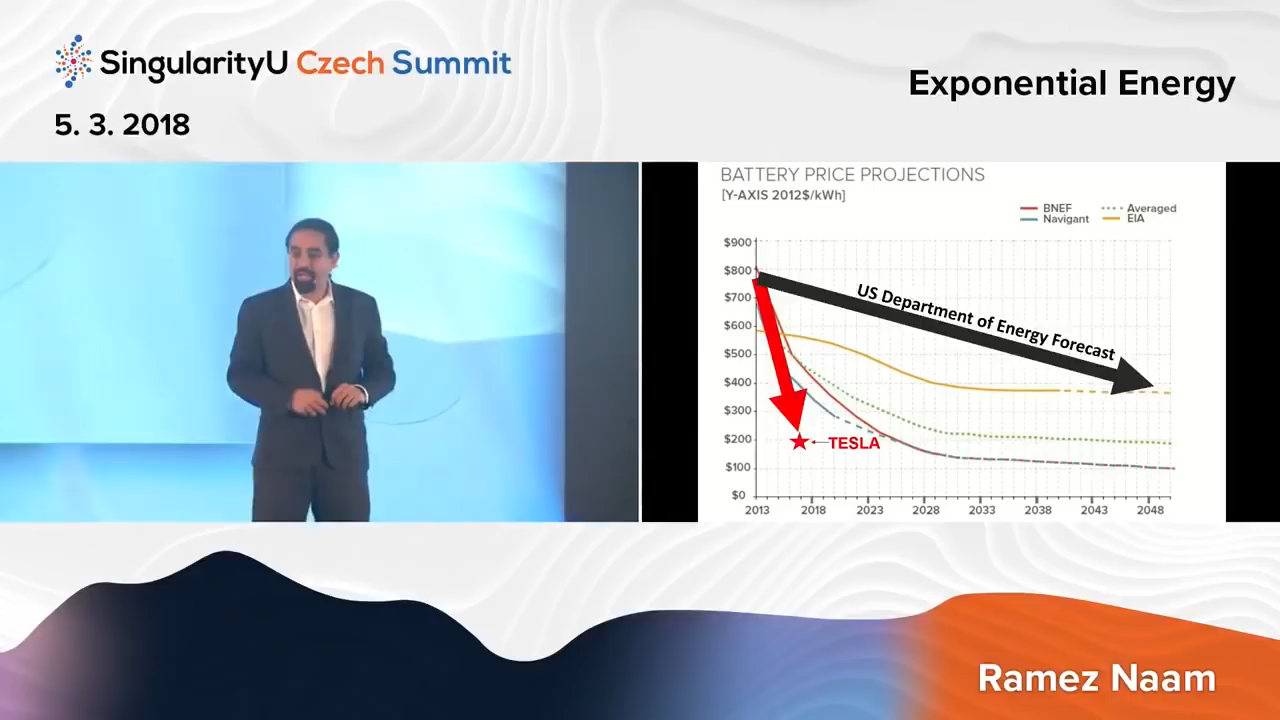 SingularityU Czech Summit
5. 3. 2018
Exponential Energy
BATTERY PRICE PROJECTIONS
[Y-AXIS 2012$/kWh]
BNEF
Averaged
Navigant
EIA
$900
$800
$700
$600
$500
$400
$300
$200
$100
$0
US Department of Energy Forecast
←TESLA
2013 2018 2023 2028 2033 2038 2043 2048
Ramez Naam